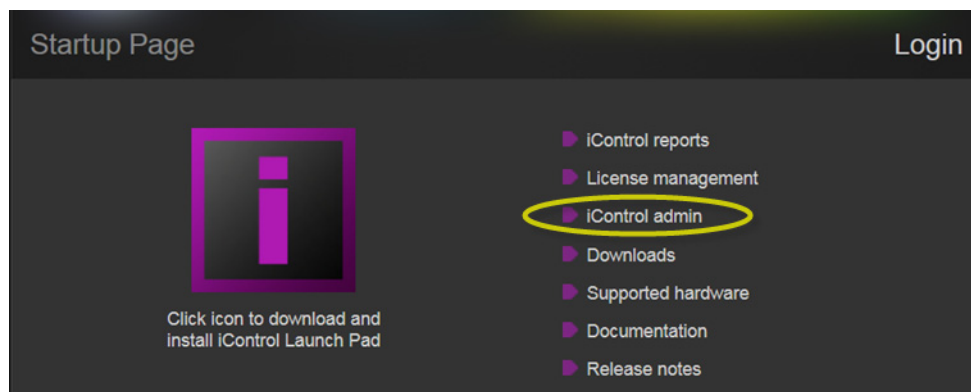 Startup Page
Login
Click icon to download and
install iControl Launch Pad
iControl reports
License management
iControl admin
Downloads
Supported hardware
Documentation
Release notes